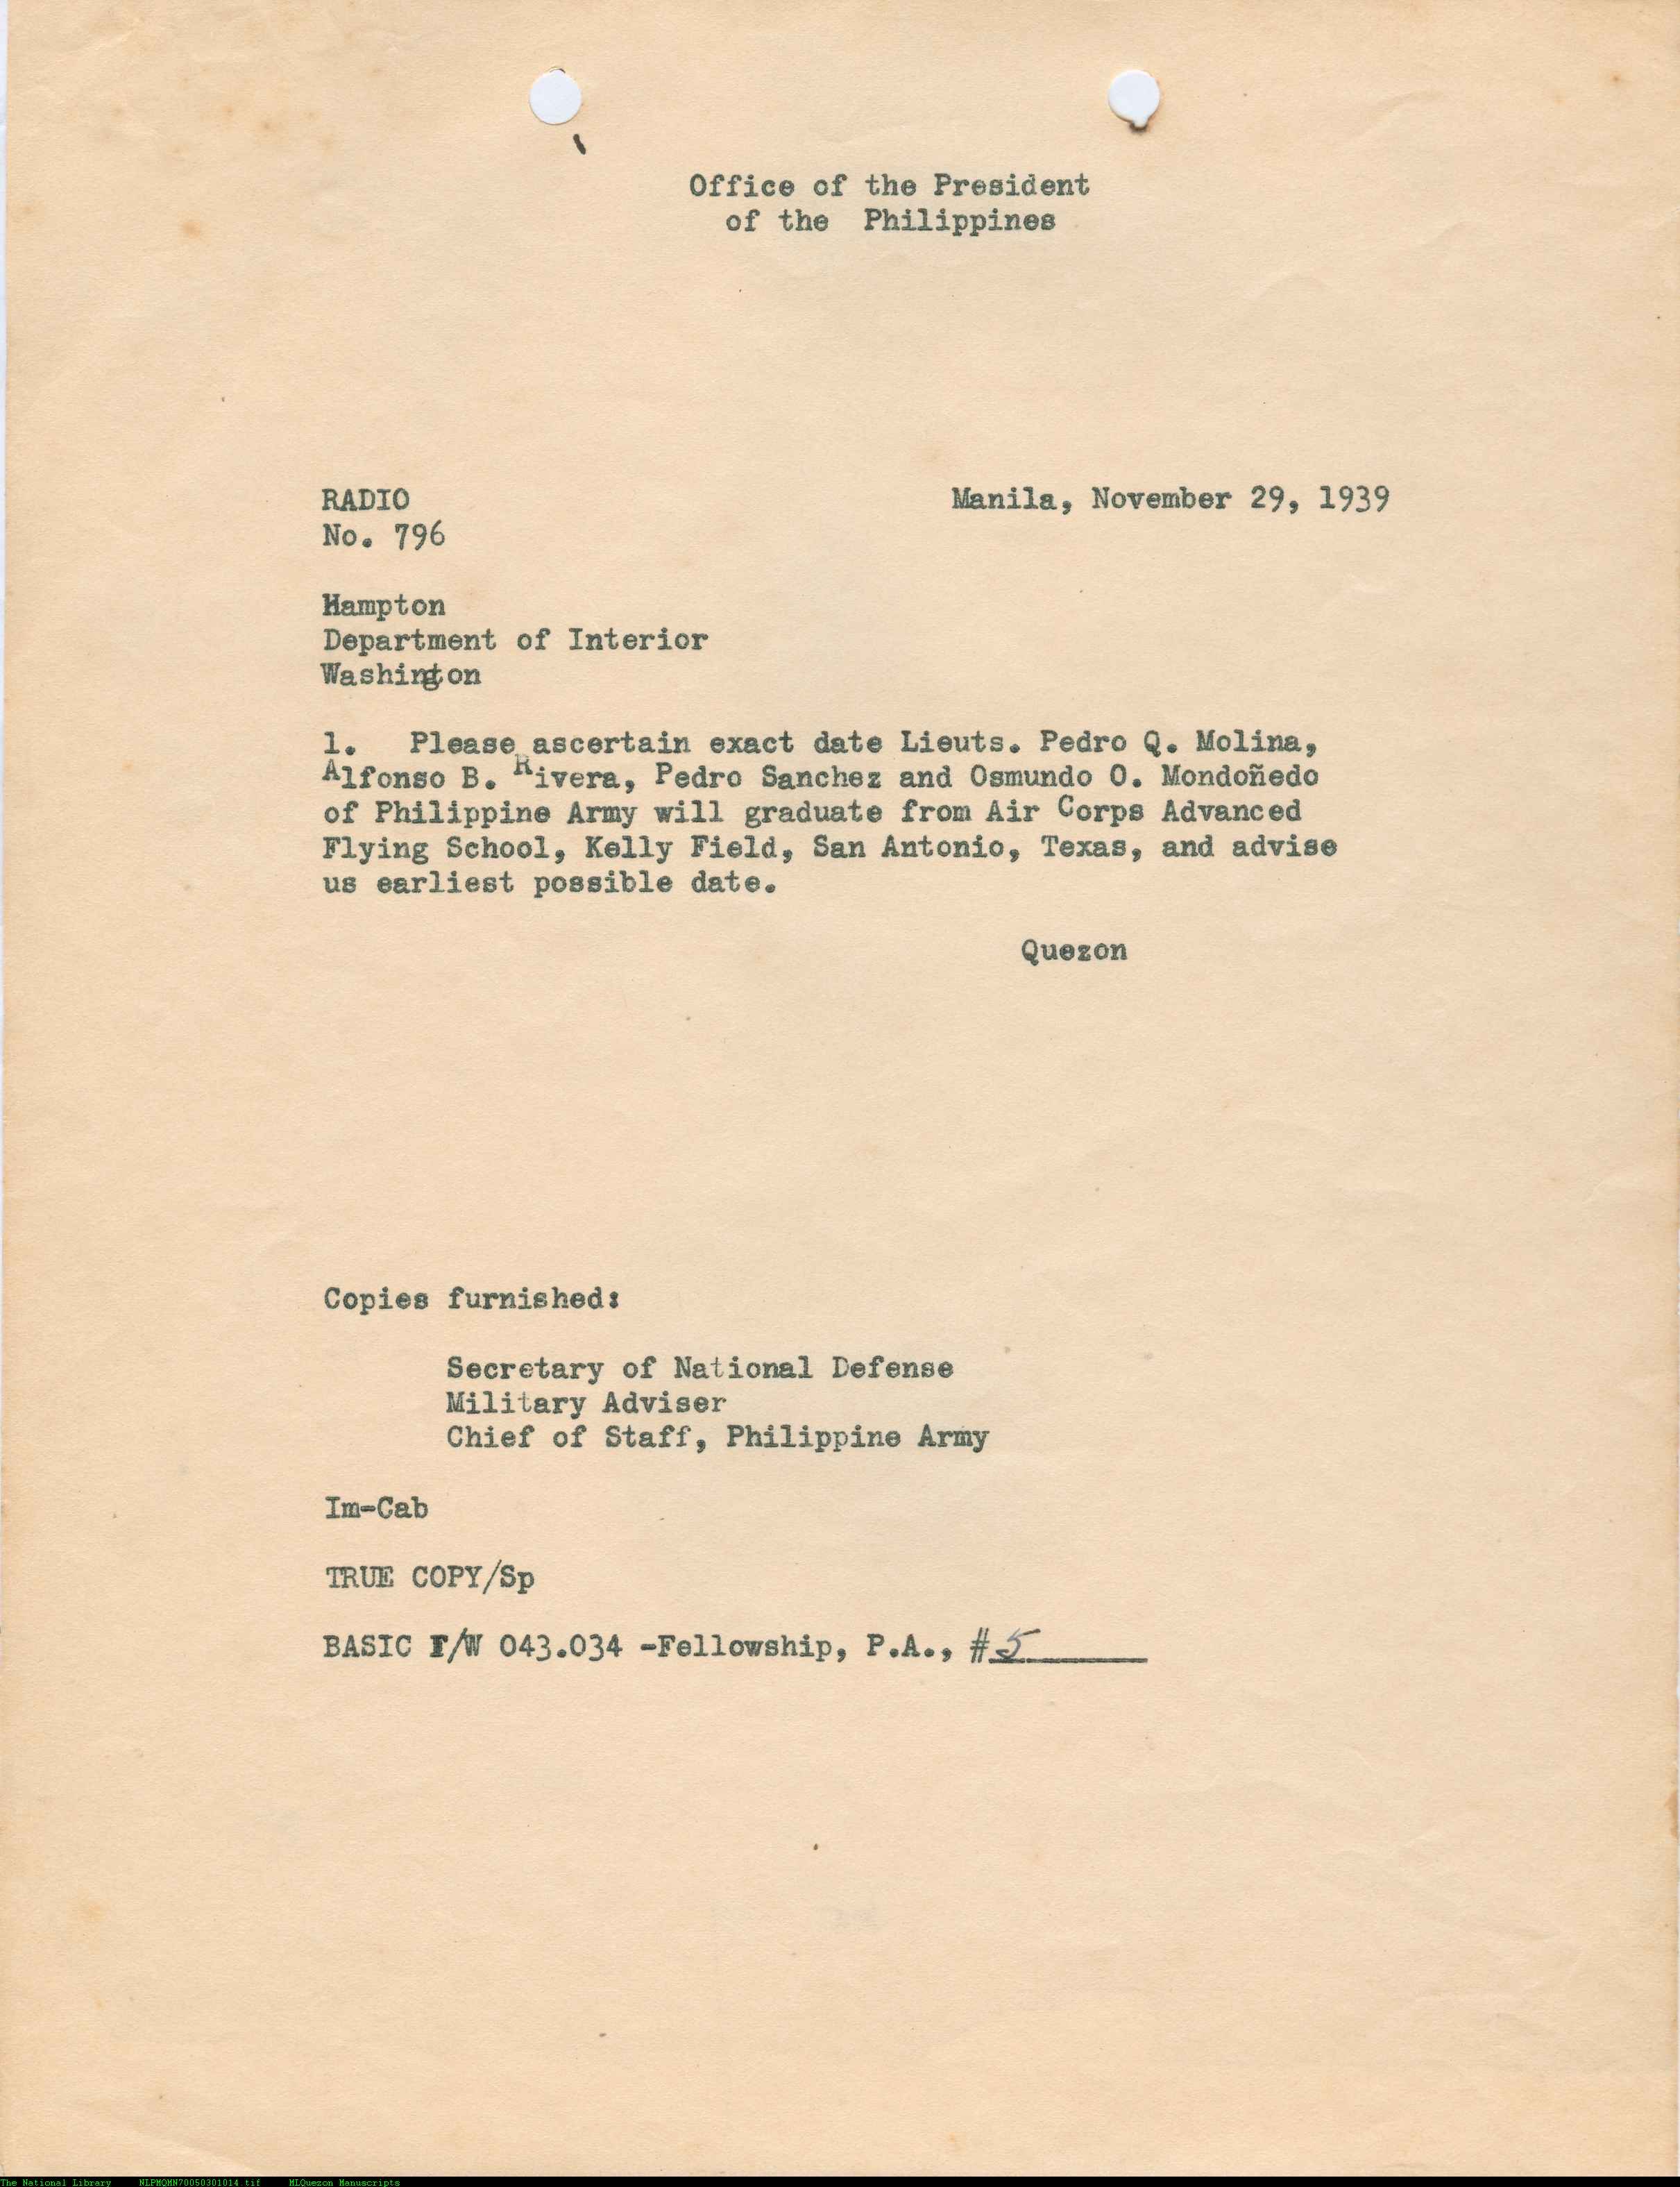 Office of the President
of the Philippines
RADIO
Manila, November 29, 1939
No. 796
Hampton
Department of Interior
Washington
1. Please ascertain exact date Lieuts. Pedro Q. Molina,
Alfonso B. Rivera, Pedro Sanchez and Osmundo O. Mondoñedo
of Philippine Army will graduate from Air Corps Advanced
Flying School, Kelly Field, San Antonio, Texas, and advise
us earliest possible date.
Quezon
Copies furnished:
Secretary of National Defense
Military Adviser
Chief of Staff, Philippine Army
Im-Cab
TRUE COPY/Sp
BASIC F/W 043.034 -Fellowship, P.A., #5
The National Library NLPMQMN70050301014.tif MLQuezon Manuscripts